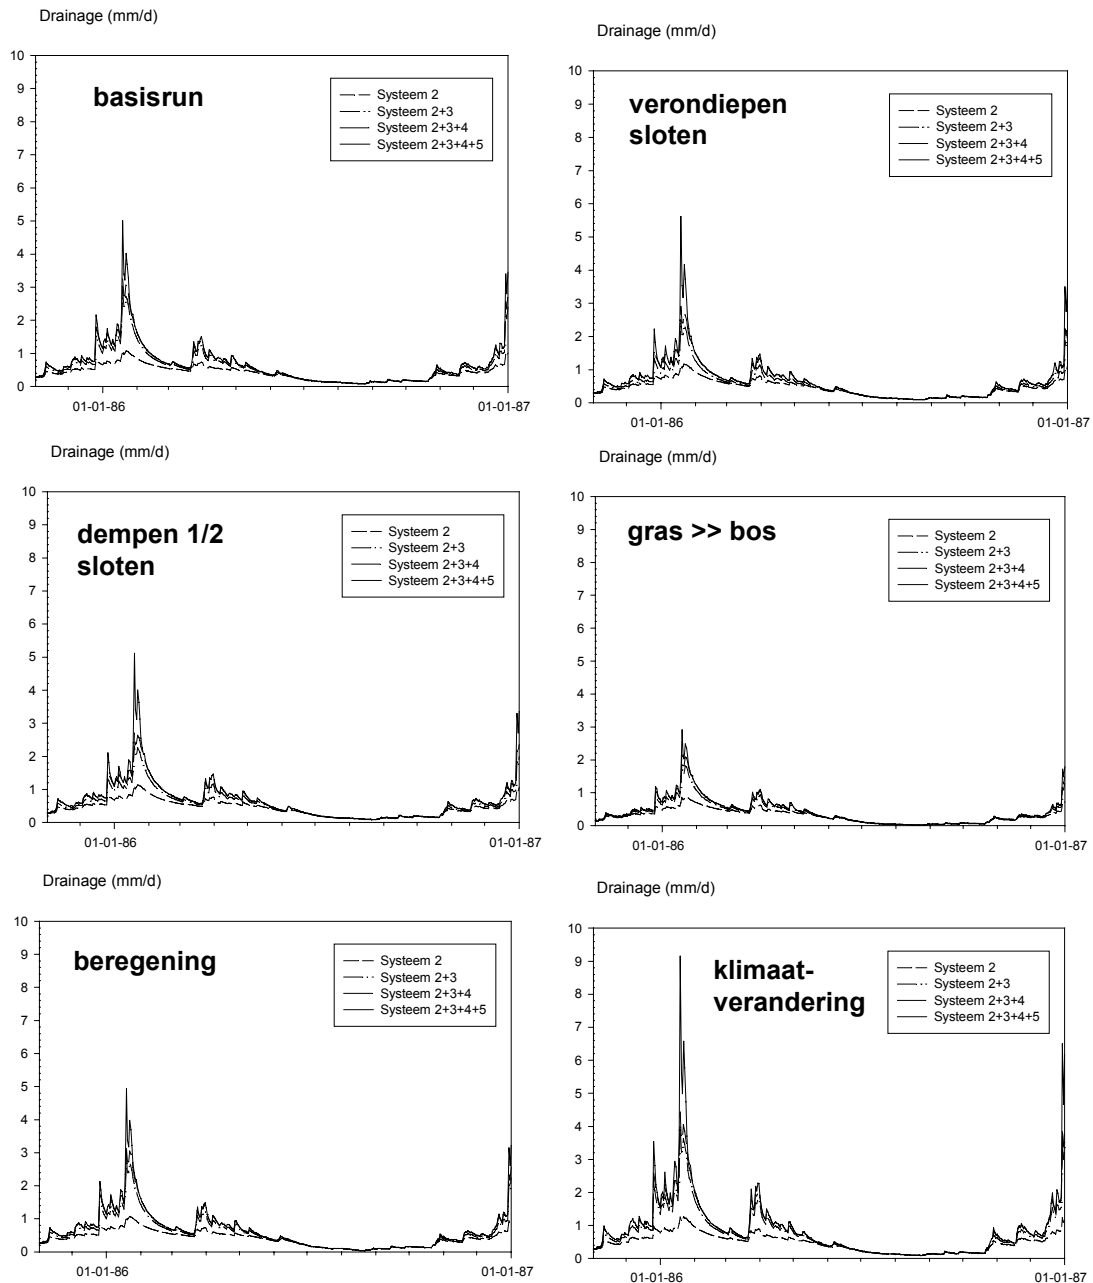 Drainage (mm/d)
10
9
8
7
6
5
4
3
2
1
0
basisrun
Systeem 2
Systeem 2+3
Systeem 2+3+4
Systeem 2+3+4+5
01-01-86
01-01-87
Drainage (mm/d)
10
9
8
7
6
5
4
3
2
1
0
verondiepen
sloten
Systeem 2
Systeem 2+3
Systeem 2+3+4
Systeem 2+3+4+5
01-01-86
01-01-87
Drainage (mm/d)
10
9
8
7
6
5
4
3
2
1
0
dempen 1/2
sloten
Systeem 2
Systeem 2+3
Systeem 2+3+4
Systeem 2+3+4+5
01-01-86
01-01-87
Drainage (mm/d)
10
9
8
7
6
5
4
3
2
1
0
gras >> bos
Systeem 2
Systeem 2+3
Systeem 2+3+4
Systeem 2+3+4+5
01-01-86
01-01-87
Drainage (mm/d)
10
9
8
7
6
5
4
3
2
1
0
beregening
Systeem 2
Systeem 2+3
Systeem 2+3+4
Systeem 2+3+4+5
01-01-86
01-01-87
Drainage (mm/d)
10
9
8
7
6
5
4
3
2
1
0
klimaat-
verandering
Systeem 2
Systeem 2+3
Systeem 2+3+4
Systeem 2+3+4+5
01-01-86
01-01-87